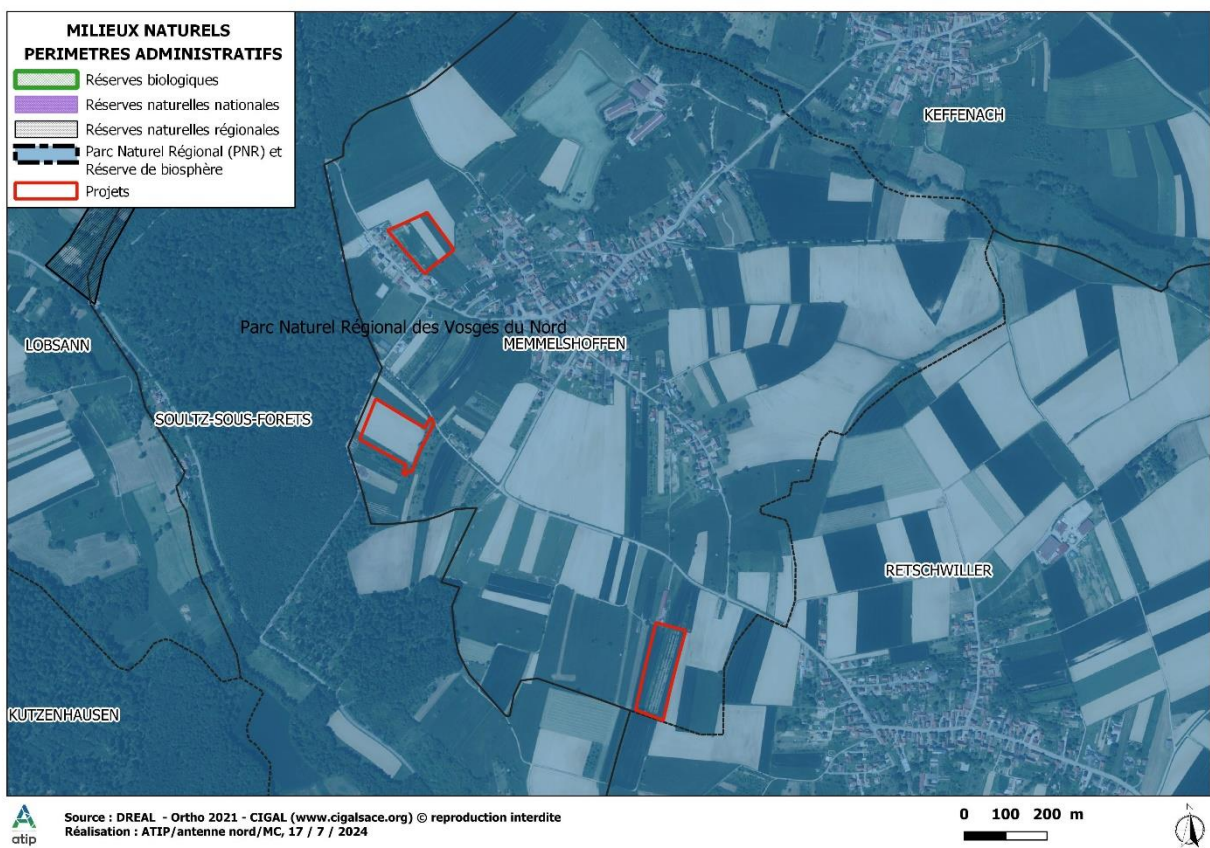 MILIEUX NATURELS
PERIMETRES ADMINISTRATIFS
Réserves biologiques
Réserves naturelles nationales
Réserves naturelles régionales
Parc Naturel Régional (PNR) et
Réserve de biosphère
Projets
KEFFENACH
Parc Naturel Régional des Vosges du Nord
LOBSANN
MEMMELSHOFFEN
SOULTZ-SOUS-FORETS
RETSCHWILLER
KUTZENHAUSEN
atip
Source : DREAL - Ortho 2021 - CIGAL (www.cigalsace.org) © reproduction interdite
Réalisation : ATIP/antenne nord/MC, 17 / 7 / 2024
0 100 200 m
N